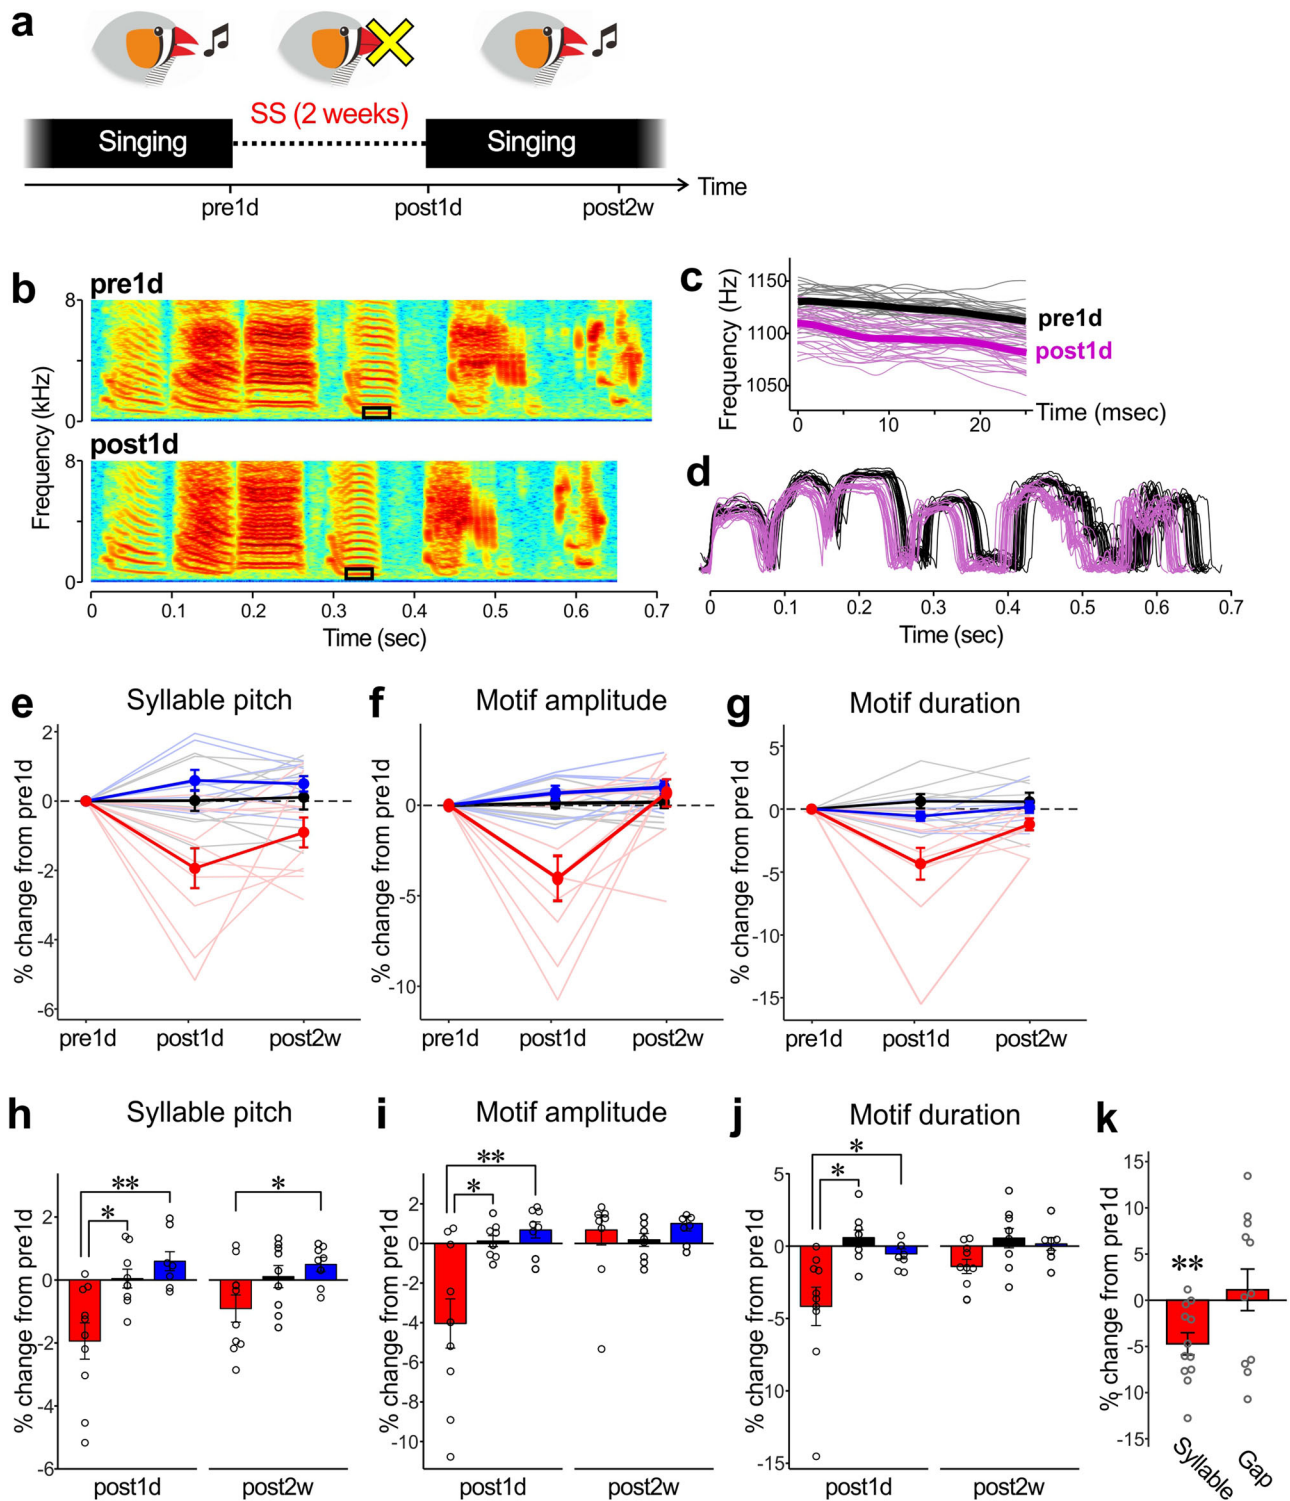 a
SS (2 weeks)
Singing
Singing
Time
pre1d
post1d
post2w
b
pre1d
8
0
post1d
8
0
Frequency (kHz)
0
0.1
0.2
0.3
0.4
0.5
0.6
0.7
Time (sec)
c
Frequency (Hz)
1150
1100
1050
pre1d
post1d
0
10
20
Time (msec)
d
0
0.1
0.2
0.3
0.4
0.5
0.6
0.7
Time (sec)
e
Syllable pitch
% change from pre1d
2
0
-2
-4
-6
pre1d
post1d
post2w
f
Motif amplitude
% change from pre1d
0
-5
-10
pre1d
post1d
post2w
g
Motif duration
% change from pre1d
5
0
-5
-10
-15
pre1d
post1d
post2w
h
Syllable pitch
% change from pre1d
2
0
-2
-4
-6
**
*
*
post1d
post2w
i
Motif amplitude
% change from pre1d
2
0
-2
-4
-6
-8
-10
**
*
post1d
post2w
j
Motif duration
% change from pre1d
5
0
-5
-10
-15
*
*
post1d
post2w
k
% change from pre1d
15
10
5
0
-5
-10
-15
**
Syllable
Gap